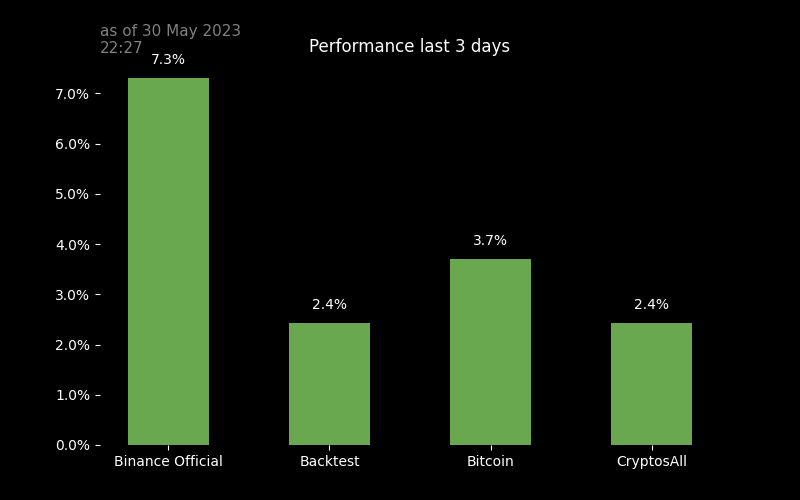 as of 30 May 2023
22:27
Performance last 3 days
7.3%
7.0%
6.0%
5.0%
4.0%
3.7%
3.0%
2.4%
2.4%
2.0%
1.0%
0.0%
Binance Official
Backtest
Bitcoin
CryptosAll